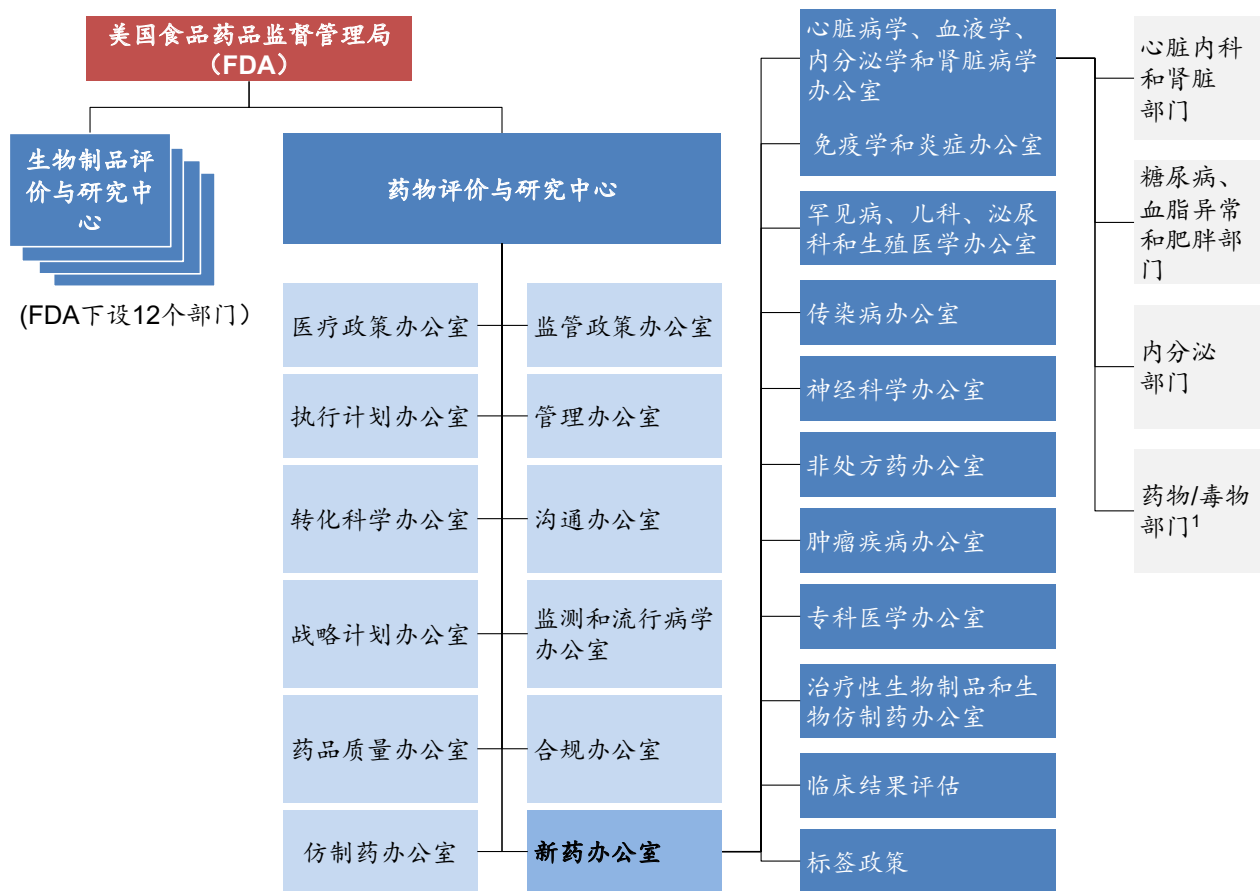 美国食品药品监督管理局
（FDA）
生物制品评
价与研究中
心
(FDA下设12个部门）
药物评价与研究中心
医疗政策办公室
监管政策办公室
执行计划办公室
管理办公室
转化科学办公室
沟通办公室
战略计划办公室
监测和流行病学
办公室
药品质量办公室
合规办公室
仿制药办公室
新药办公室
心脏病学、血液学、
内分泌学和肾脏病学
办公室
免疫学和炎症办公室
罕见病、儿科、泌尿
科和生殖医学办公室
传染病办公室
神经科学办公室
非处方药办公室
肿瘤疾病办公室
专科医学办公室
治疗性生物制品和生
物仿制药办公室
临床结果评估
标签政策
心脏内科
和肾脏
部门
糖尿病、
血脂异常
和肥胖部
门
内分泌
部门
药物/毒物
部门1